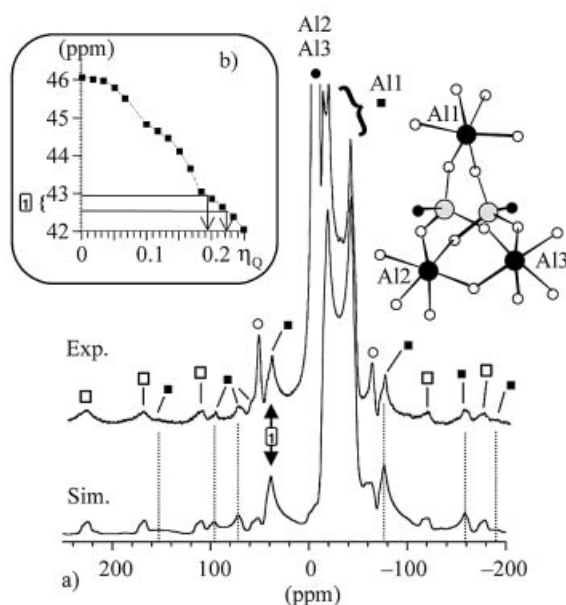 (ppm)
b)
46
45
44
43
42
1
0
0.1
0.2
ηQ
Al2
Al3
Al1
Al1
Al2
Al3
Exp.
1
Sim.
a)
200
100
0
−100
−200
(ppm)